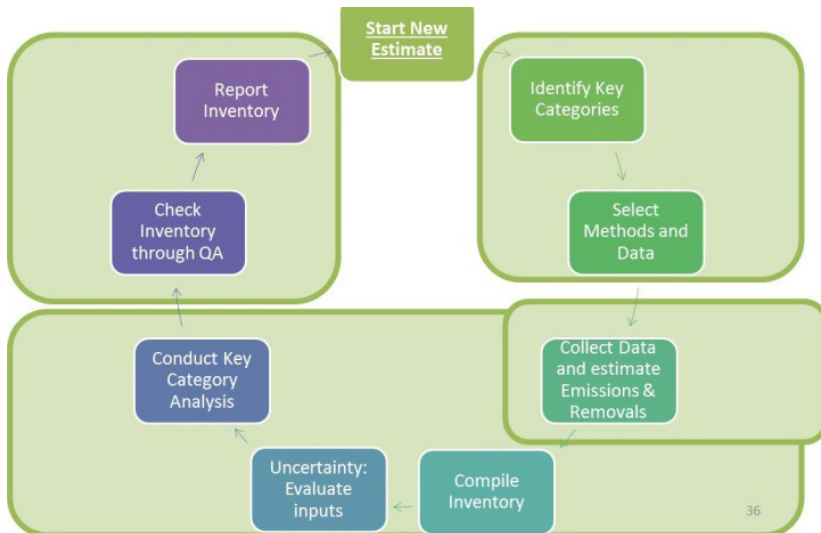 Start New
Estimate
Identify Key
Categories
Select
Methods and
Data
Collect Data
and estimate
Emissions &
Removals
Compile
Inventory
Uncertainty:
Evaluate
inputs
Conduct Key
Category
Analysis
Check
Inventory
through QA
Report
Inventory
36